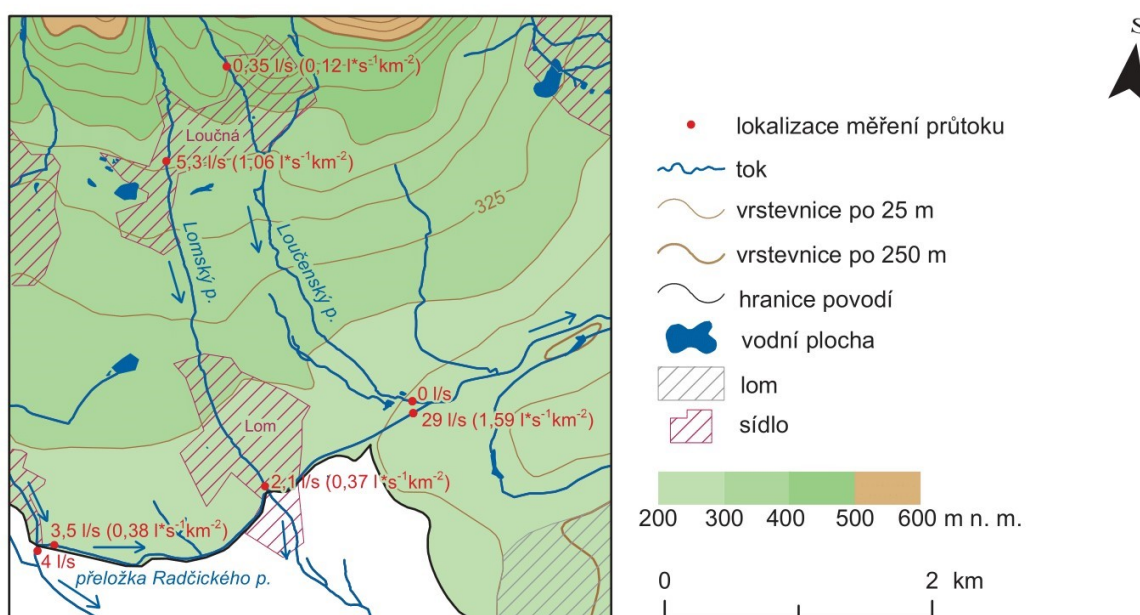 S
0,35 l/s (0,12 l*s⁻¹km⁻²)
Loučná
5,3 l/s (1,06 l*s⁻¹km⁻²)
325
Lomský p.
Loučenský p.
0 l/s
29 l/s (1,59 l*s⁻¹km⁻²)
Lom
2,1 l/s (0,37 l*s⁻¹km⁻²)
3,5 l/s (0,38 l*s⁻¹km⁻²)
4 l/s
přeložka Radčického p.
lokalizace měření průtoku
tok
vrstevnice po 25 m
vrstevnice po 250 m
hranice povodí
vodní plocha
lom
sídlo
200 300 400 500 600 m n. m.
0 2 km